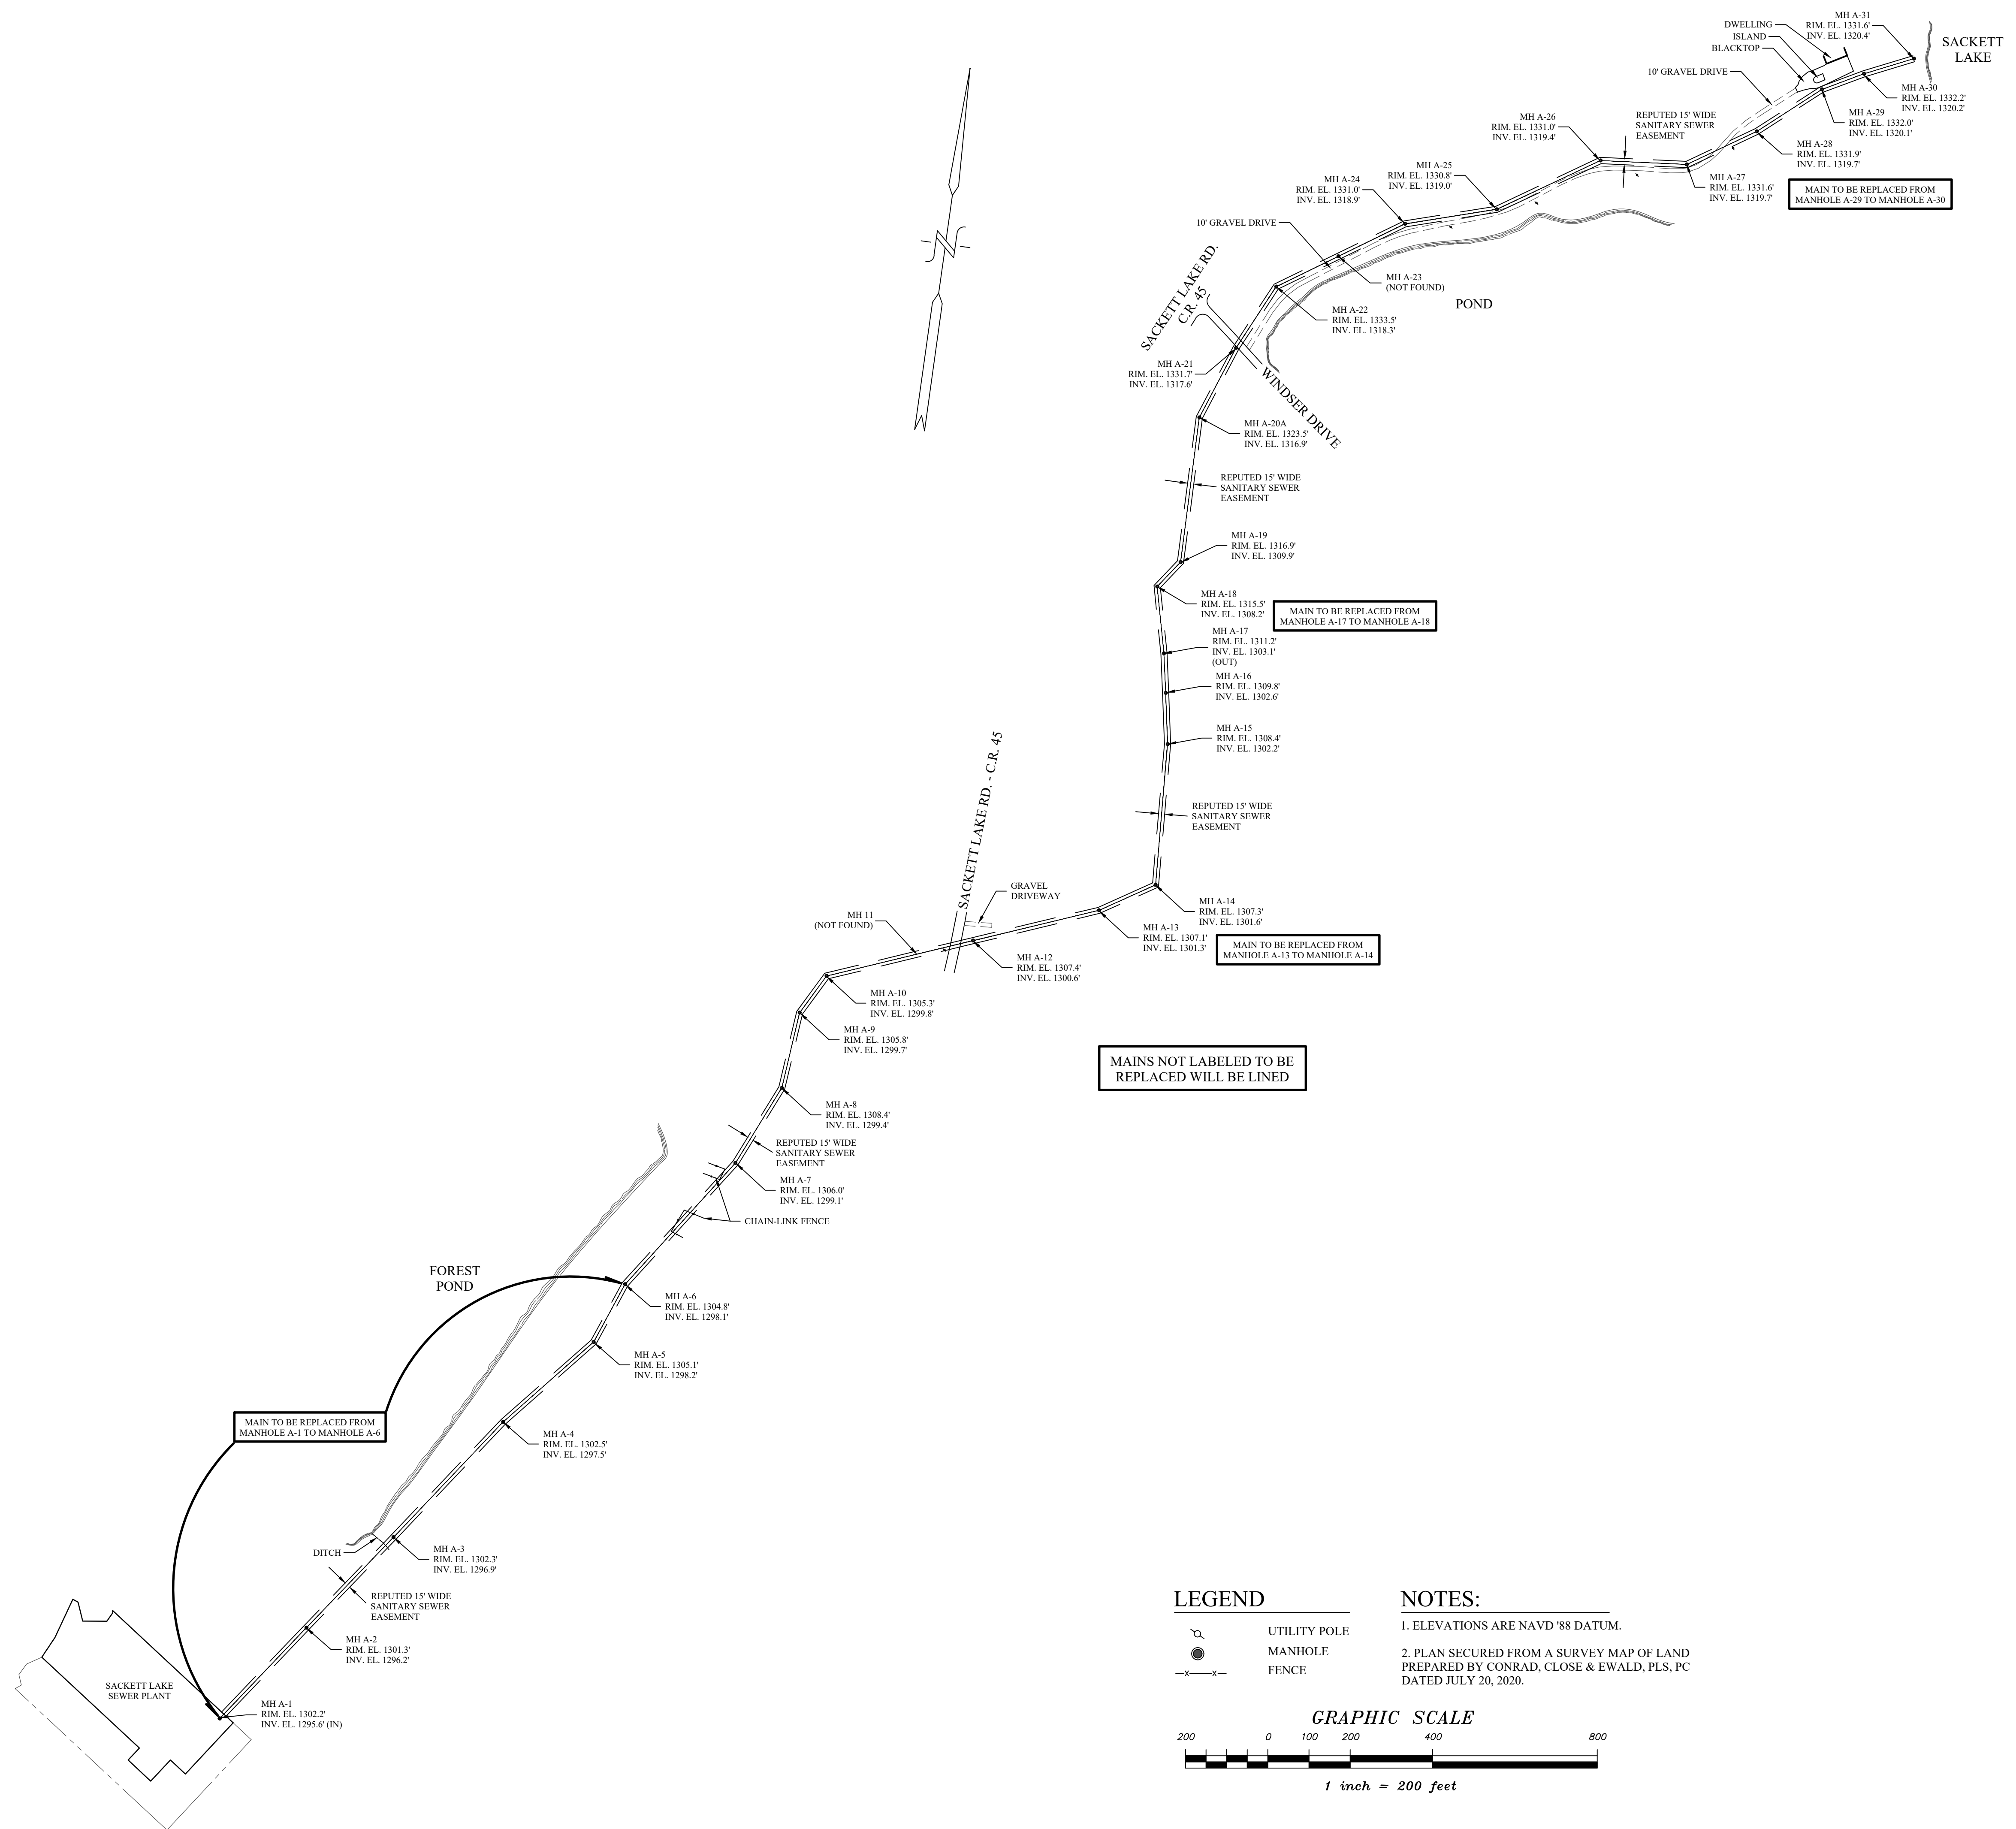 MH A-31
RIM. EL. 1331.6'
INV. EL. 1320.4'
DWELLING
ISLAND
BLACKTOP
SACKETT
LAKE
10' GRAVEL DRIVE
MH A-30
RIM. EL. 1332.2'
INV. EL. 1320.2'
MH A-29
RIM. EL. 1332.0'
INV. EL. 1320.1'
MH A-28
RIM. EL. 1331.9'
INV. EL. 1319.7'
MH A-27
RIM. EL. 1331.6'
INV. EL. 1319.7'
MAIN TO BE REPLACED FROM
MANHOLE A-29 TO MANHOLE A-30
REPUTED 15' WIDE
SANITARY SEWER
EASEMENT
MH A-26
RIM. EL. 1331.0'
INV. EL. 1319.4'
MH A-25
RIM. EL. 1330.8'
INV. EL. 1319.0'
MH A-24
RIM. EL. 1331.0'
INV. EL. 1318.9'
10' GRAVEL DRIVE
N
MH A-23
(NOT FOUND)
POND
MH A-22
RIM. EL. 1333.5'
INV. EL. 1318.3'
SACKETT LAKE RD.
C.R. 45
MH A-21
RIM. EL. 1331.7'
INV. EL. 1317.6'
WINDSER DRIVE
MH A-20A
RIM. EL. 1323.5'
INV. EL. 1316.9'
REPUTED 15' WIDE
SANITARY SEWER
EASEMENT
MH A-19
RIM. EL. 1316.9'
INV. EL. 1309.9'
MH A-18
RIM. EL. 1315.5'
INV. EL. 1308.2'
MAIN TO BE REPLACED FROM
MANHOLE A-17 TO MANHOLE A-18
MH A-17
RIM. EL. 1311.2'
INV. EL. 1303.1'
(OUT)
MH A-16
RIM. EL. 1309.8'
INV. EL. 1302.6'
MH A-15
RIM. EL. 1308.4'
INV. EL. 1302.2'
REPUTED 15' WIDE
SANITARY SEWER
EASEMENT
SACKETT LAKE RD. - C.R. 45
GRAVEL
DRIVEWAY
MH 11
(NOT FOUND)
MH A-14
RIM. EL. 1307.3'
INV. EL. 1301.6'
MH A-13
RIM. EL. 1307.1'
INV. EL. 1301.3'
MAIN TO BE REPLACED FROM
MANHOLE A-13 TO MANHOLE A-14
MH A-12
RIM. EL. 1307.4'
INV. EL. 1300.6'
MH A-10
RIM. EL. 1305.3'
INV. EL. 1299.8'
MH A-9
RIM. EL. 1305.8'
INV. EL. 1299.7'
MAINS NOT LABELED TO BE
REPLACED WILL BE LINED
MH A-8
RIM. EL. 1308.4'
INV. EL. 1299.4'
REPUTED 15' WIDE
SANITARY SEWER
EASEMENT
MH A-7
RIM. EL. 1306.0'
INV. EL. 1299.1'
CHAIN-LINK FENCE
FOREST
POND
MH A-6
RIM. EL. 1304.8'
INV. EL. 1298.1'
MH A-5
RIM. EL. 1305.1'
INV. EL. 1298.2'
MAIN TO BE REPLACED FROM
MANHOLE A-1 TO MANHOLE A-6
MH A-4
RIM. EL. 1302.5'
INV. EL. 1297.5'
DITCH
MH A-3
RIM. EL. 1302.3'
INV. EL. 1296.9'
REPUTED 15' WIDE
SANITARY SEWER
EASEMENT
MH A-2
RIM. EL. 1301.3'
INV. EL. 1296.2'
SACKETT LAKE
SEWER PLANT
MH A-1
RIM. EL. 1302.2'
INV. EL. 1295.6' (IN)
LEGEND
UTILITY POLE
MANHOLE
x x FENCE
NOTES:
1. ELEVATIONS ARE NAVD '88 DATUM.
2. PLAN SECURED FROM A SURVEY MAP OF LAND
PREPARED BY CONRAD, CLOSE & EWALD, PLS, PC
DATED JULY 20, 2020.
GRAPHIC SCALE
200 0 100 200 400 800
1 inch = 200 feet